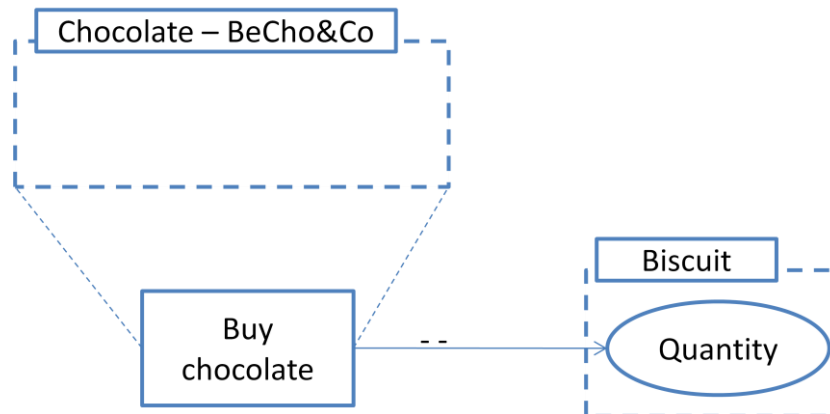 Chocolate – BeCho&Co
Biscuit
Buy
chocolate
- -
Quantity